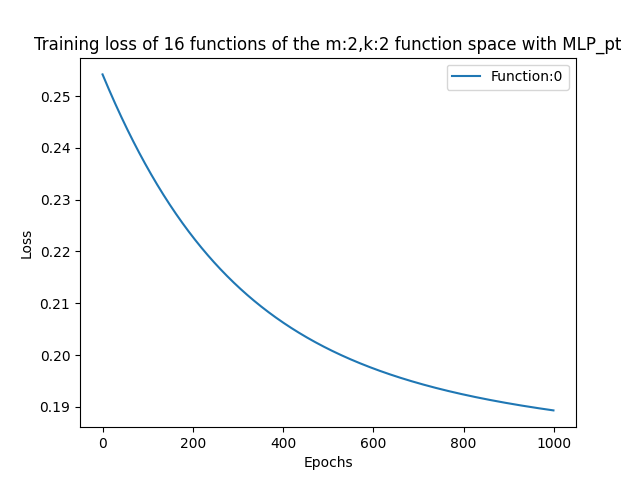 Training loss of 16 functions of the m:2,k:2 function space with MLP_pt
Function:0
0.25
0.24
0.23
0.22
0.21
0.20
0.19
Loss
0 200 400 600 800 1000
Epochs